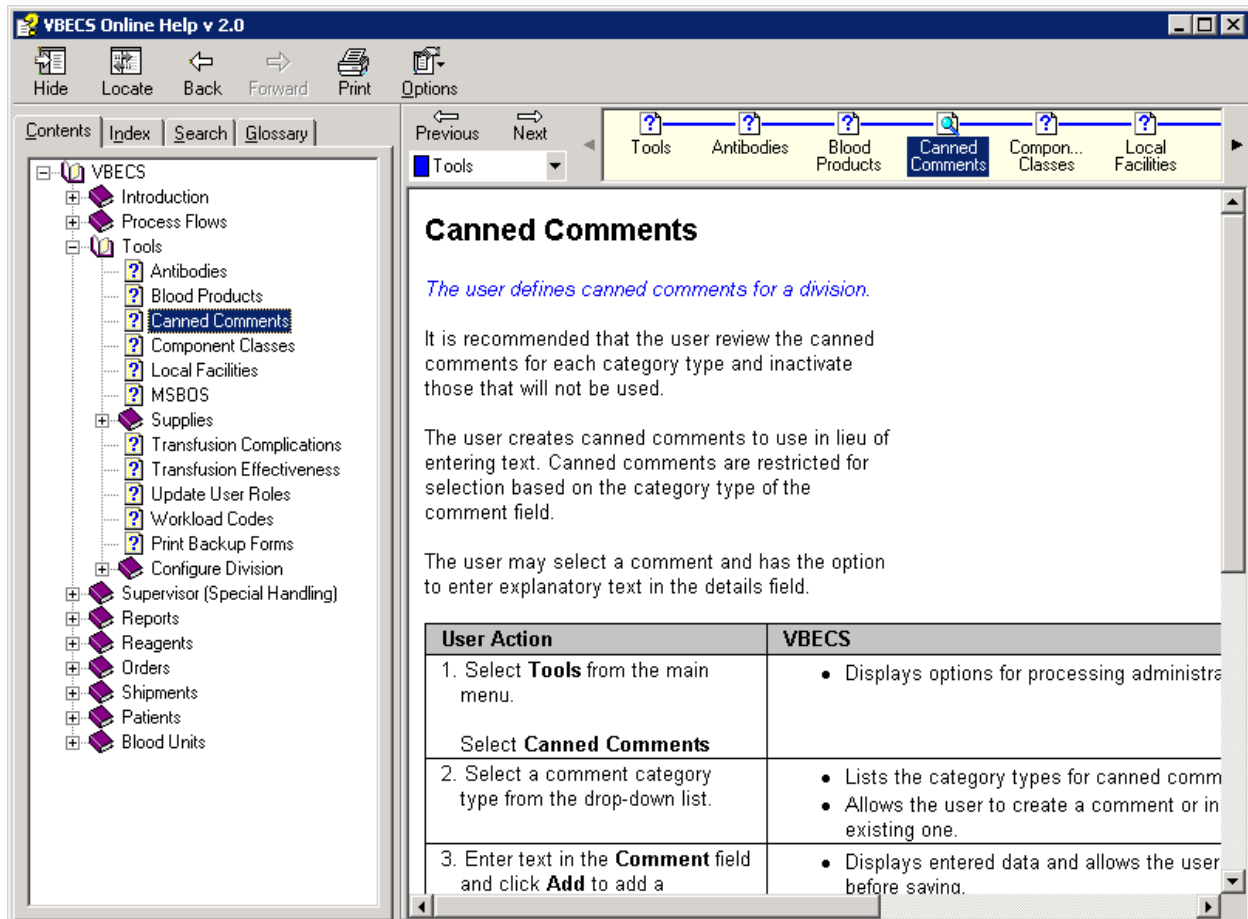 VBECS Online Help v 2.0
Hide Locate Back Forward Print Options
Contents Index Search Glossary
VBECS
Introduction
Process Flows
Tools
Antibodies
Blood Products
Canned Comments
Component Classes
Local Facilities
MSBOS
Supplies
Transfusion Complications
Transfusion Effectiveness
Update User Roles
Workload Codes
Print Backup Forms
Configure Division
Supervisor (Special Handling)
Reports
Reagents
Orders
Shipments
Patients
Blood Units
Previous Next
Tools
Tools Antibodies Blood Products Canned Comments Compon... Classes Local Facilities
Canned Comments
The user defines canned comments for a division.
It is recommended that the user review the canned
comments for each category type and inactivate
those that will not be used.
The user creates canned comments to use in lieu of
entering text. Canned comments are restricted for
selection based on the category type of the
comment field.
The user may select a comment and has the option
to enter explanatory text in the details field.
User Action VBECS
1. Select Tools from the main
menu.
Select Canned Comments
• Displays options for processing administra
2. Select a comment category
type from the drop-down list.
• Lists the category types for canned comm
• Allows the user to create a comment or in
existing one.
3. Enter text in the Comment field
and click Add to add a
• Displays entered data and allows the user
before saving.